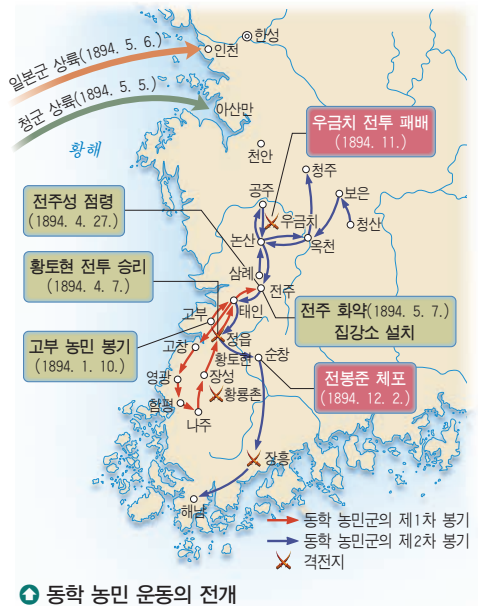 한성
일본군 상륙(1894. 5. 6.)
인천
청군 상륙(1894. 5. 5.)
아산만
황해
천안
우금치 전투 패배
(1894. 11.)
청주
보은
공주
우금치
청산
전주성 점령
(1894. 4. 27.)
논산
옥천
황토현 전투 승리
(1894. 4. 7.)
삼례
전주
고부
태인
전주 화약(1894. 5. 7.)
집강소 설치
고부 농민 봉기
(1894. 1. 10.)
정읍
고창
황토현
순창
영광
장성
전봉준 체포
(1894. 12. 2.)
함평
황룡촌
나주
장흥
해남
동학 농민군의 제1차 봉기
동학 농민군의 제2차 봉기
격전지
동학 농민 운동의 전개